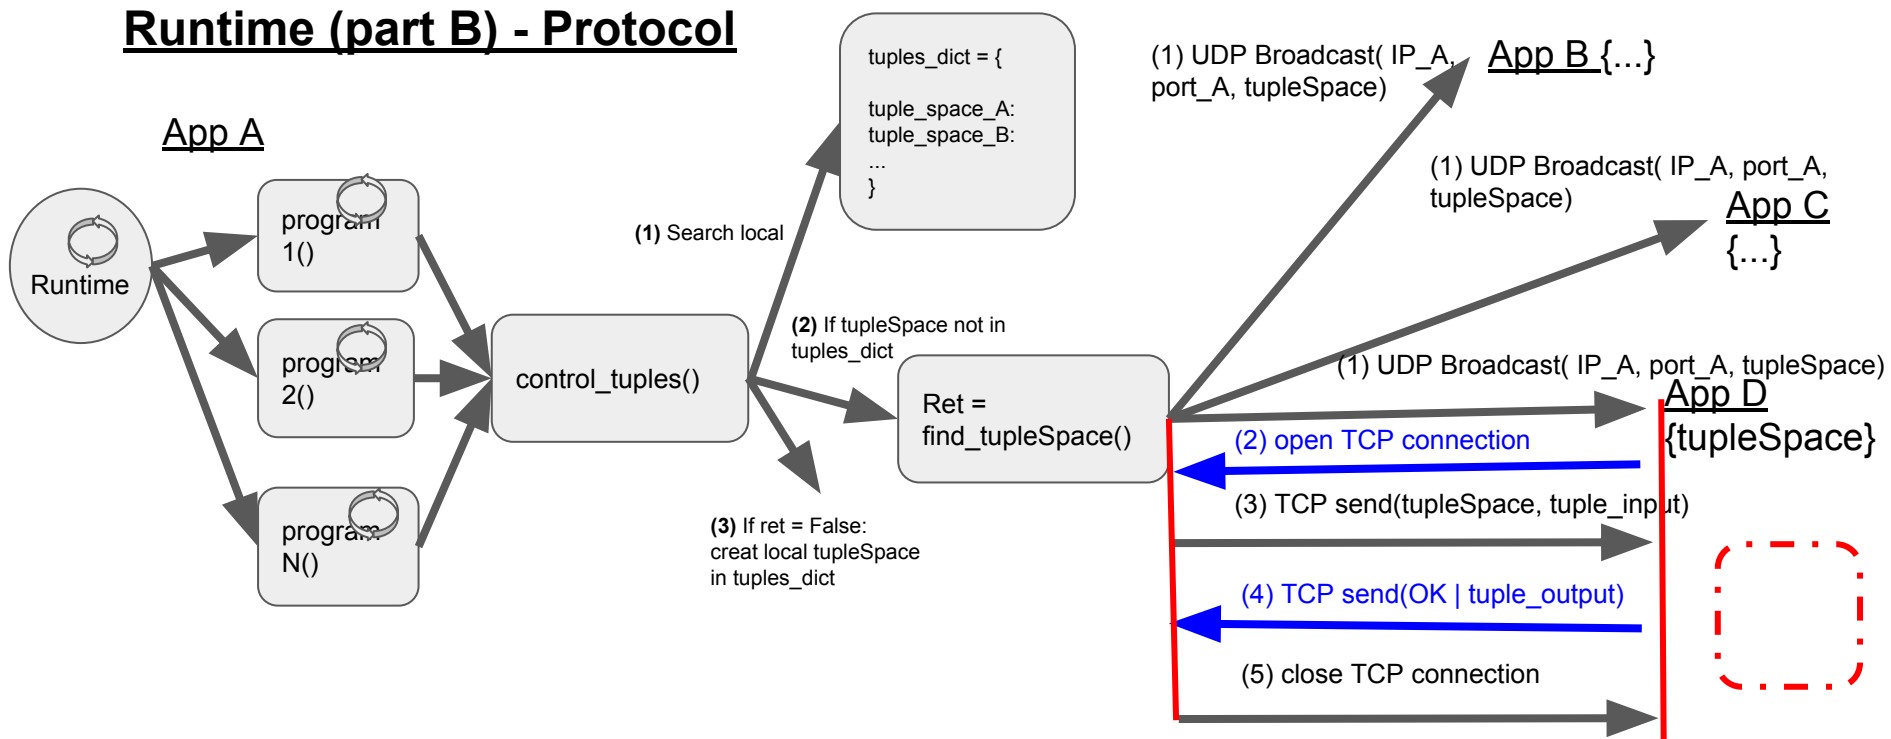 Runtime (part B) - Protocol
App A
Runtime
program
1()
program
2()
program
N()
control_tuples()
(1) Search local
tuples_dict = {
tuple_space_A:
tuple_space_B:
...
}
(2) If tupleSpace not in
tuples_dict
(3) If ret = False:
creat local tupleSpace
in tuples_dict
Ret =
find_tupleSpace()
(1) UDP Broadcast( IP_A,
port_A, tupleSpace)
App B {...}
(1) UDP Broadcast( IP_A, port_A,
tupleSpace)
App C
{...}
(1) UDP Broadcast( IP_A, port_A, tupleSpace)
App D
{tupleSpace}
(2) open TCP connection
(3) TCP send(tupleSpace, tuple_input)
(4) TCP send(OK | tuple_output)
(5) close TCP connection